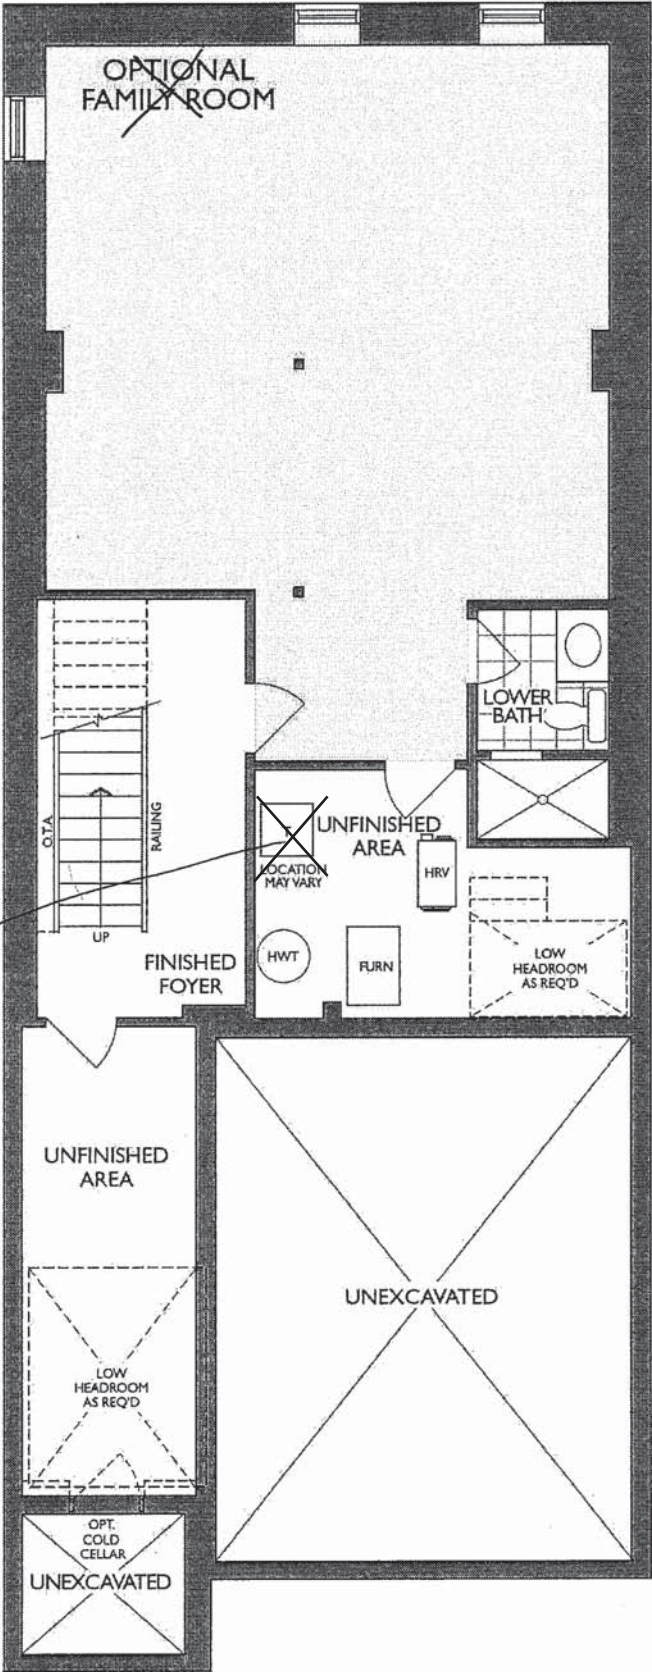 OPTIONAL
FAMILY ROOM
LOWER
BATH
O.T.A.
RAILING
UNFINISHED
AREA
LOCATION
MAY VARY
HRV
UP
FINISHED
FOYER
HWT
FURN
LOW
HEADROOM
AS REQ'D
UNFINISHED
AREA
UNEXCAVATED
LOW
HEADROOM
AS REQ'D
OPT.
COLD
CELLAR
UNEXCAVATED